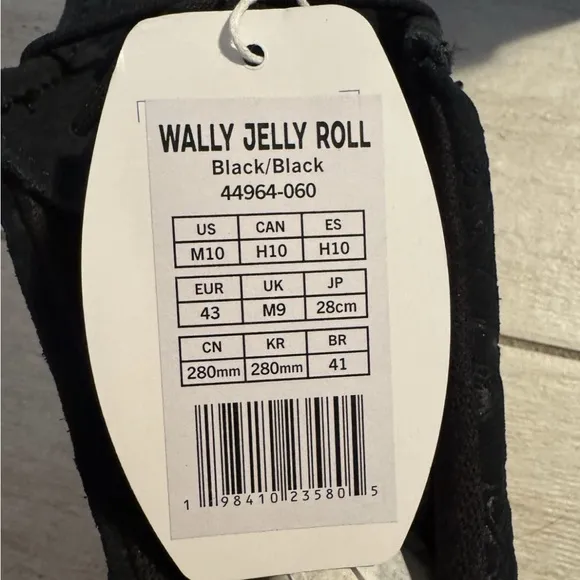 WALLY JELLY ROLL
Black/Black
44964-060
US CAN ES
M10 H10 H10
EUR UK JP
43 M9 28cm
CN KR BR
280mm 280mm 41
1 98410 23580 5